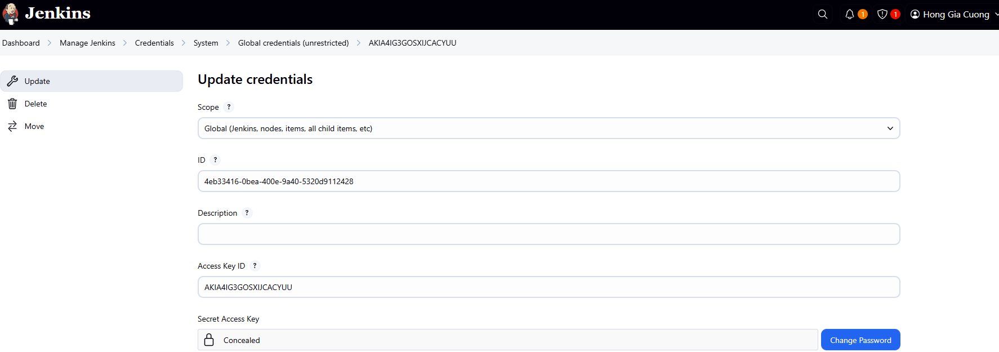 Jenkins
1
1
Hong Gia Cuong
Dashboard
Manage Jenkins
Credentials
System
Global credentials (unrestricted)
AKIA4IG3GOSXIJCACYUU
Update
Delete
Move
Update credentials
Scope ?
Global (Jenkins, nodes, items, all child items, etc)
ID ?
4eb33416-0bea-400e-9a40-5320d9112428
Description ?
Access Key ID ?
AKIA4IG3GOSXIJCACYUU
Secret Access Key
Concealed
Change Password